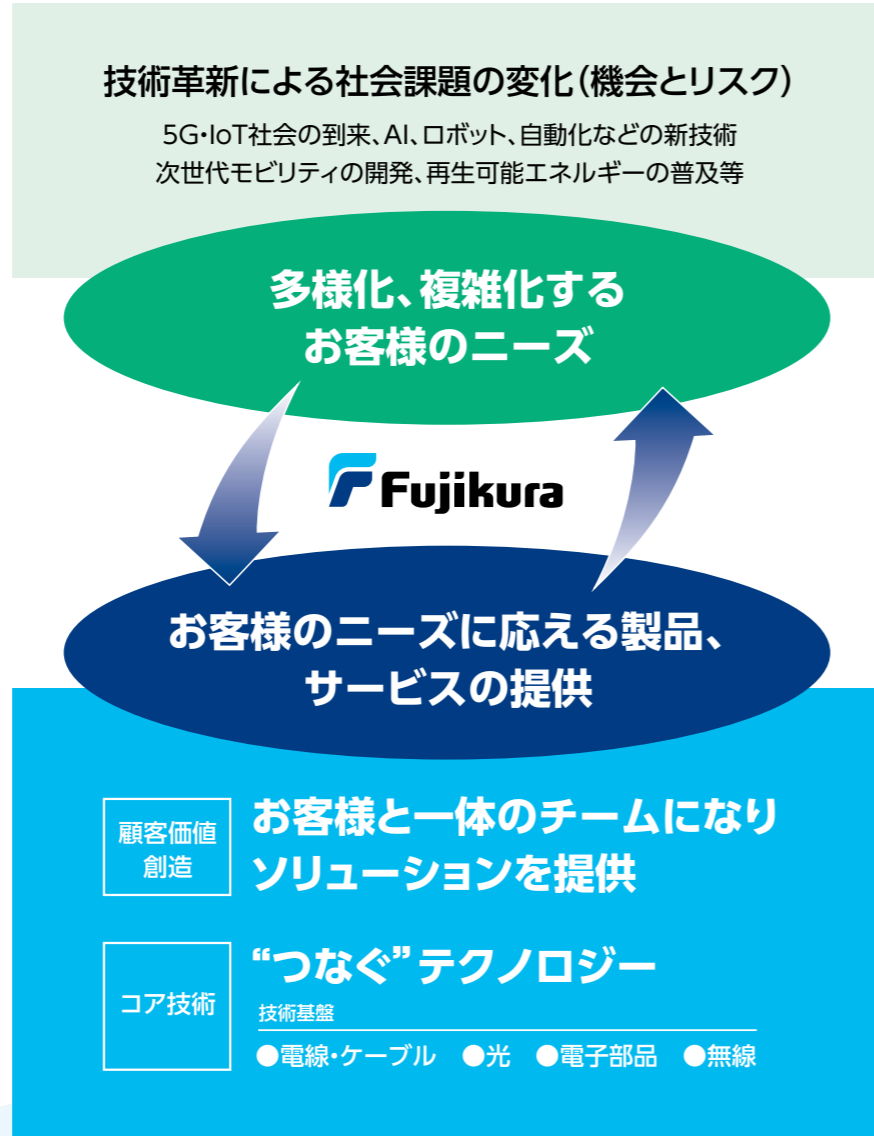 技術革新による社会課題の変化（機会とリスク）
5G・IoT社会の到来、AI、ロボット、自動化などの新技術
次世代モビリティの開発、再生可能エネルギーの普及等
多様化、複雑化する
お客様のニーズ
Fujikura
お客様のニーズに応える製品、
サービスの提供
顧客価値
創造
お客様と一体のチームになり
ソリューションを提供
コア技術
“つなぐ”テクノロジー
技術基盤
●電線・ケーブル ●光 ●電子部品 ●無線